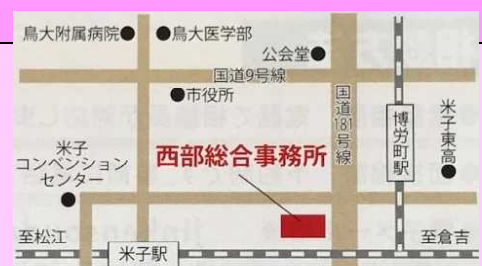 鳥大附属病院
鳥大医学部
公会堂
国道9号線
市役所
国道181号線
博労町駅
米子東高
米子
コンベンション
センター
西部総合事務所
至松江
米子駅
至倉吉